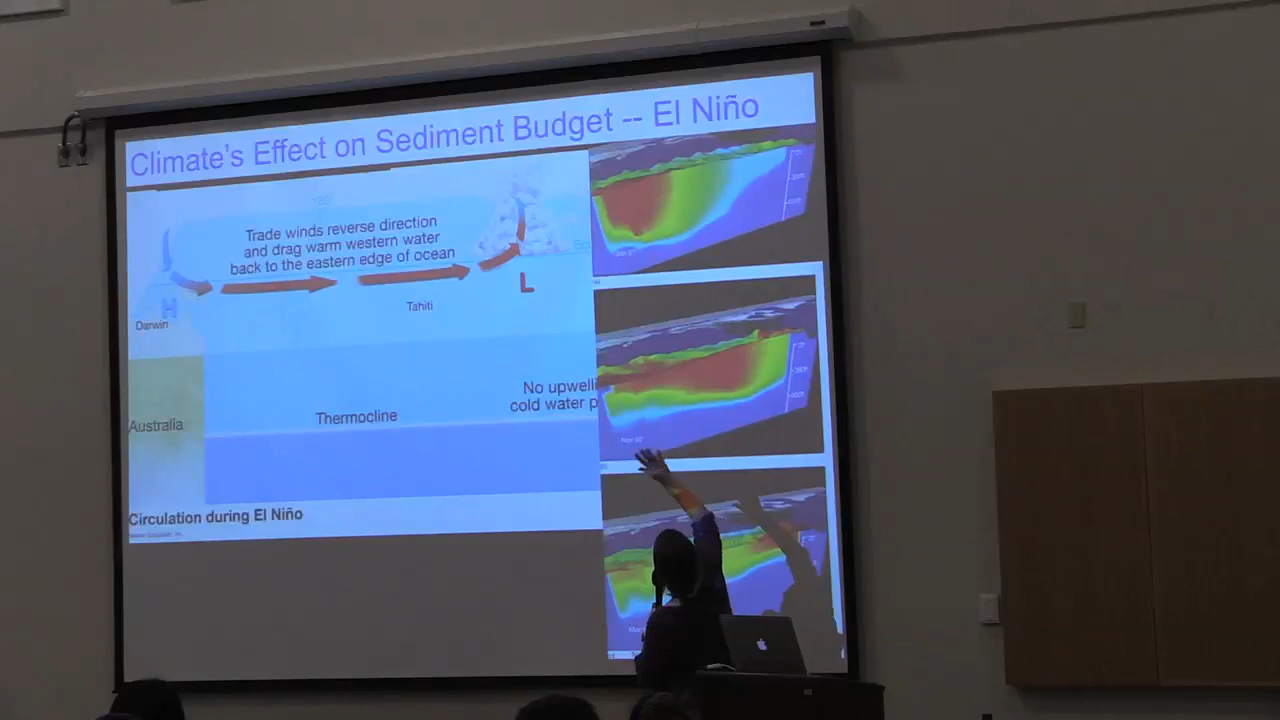 Climate's Effect on Sediment Budget -- El Niño
Trade winds reverse direction
and drag warm western water
back to the eastern edge of ocean
H
L
Darwin
Tahiti
No upwelli
cold water p
Australia
Thermocline
Circulation during El Niño